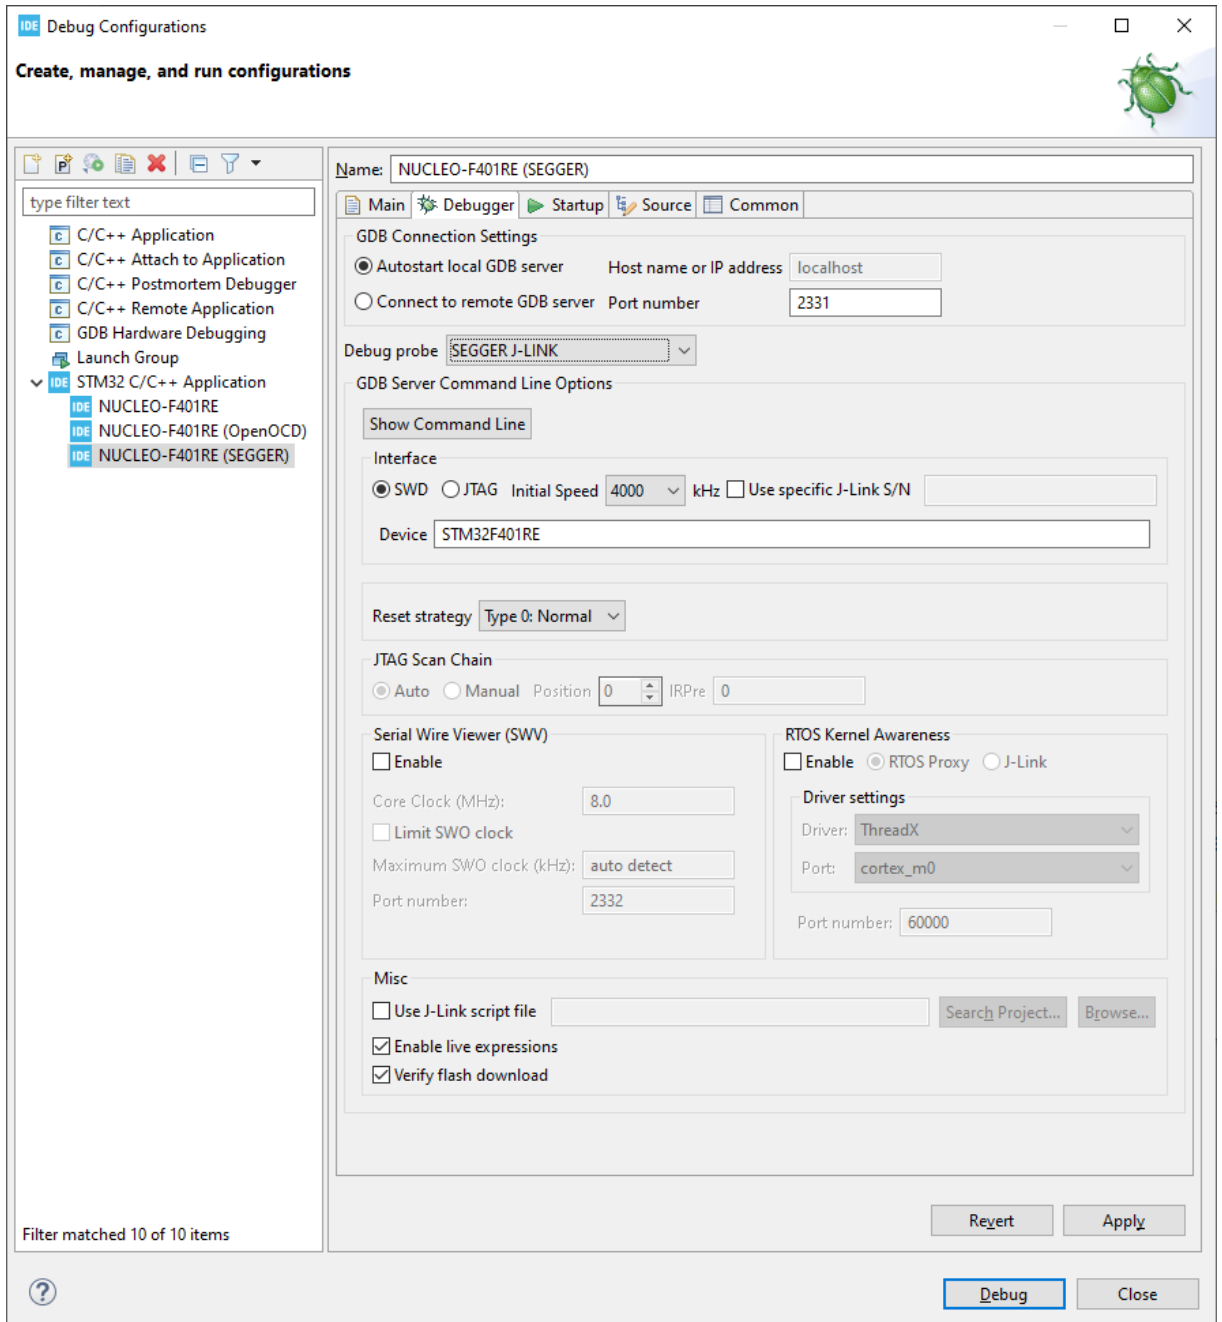 IDE Debug Configurations
Create, manage, and run configurations
type filter text
C/C++ Application
C/C++ Attach to Application
C/C++ Postmortem Debugger
C/C++ Remote Application
GDB Hardware Debugging
Launch Group
IDE STM32 C/C++ Application
IDE NUCLEO-F401RE
IDE NUCLEO-F401RE (OpenOCD)
IDE NUCLEO-F401RE (SEGGER)
Filter matched 10 of 10 items
Name: NUCLEO-F401RE (SEGGER)
Main Debugger Startup Source Common
GDB Connection Settings
Autostart local GDB server Host name or IP address localhost
Connect to remote GDB server Port number 2331
Debug probe SEGGER J-LINK
GDB Server Command Line Options
Show Command Line
Interface
SWD JTAG Initial Speed 4000 kHz Use specific J-Link S/N
Device STM32F401RE
Reset strategy Type 0: Normal
JTAG Scan Chain
Auto Manual Position 0 IRPre 0
Serial Wire Viewer (SWV)
Enable
Core Clock (MHz): 8.0
Limit SWO clock
Maximum SWO clock (kHz): auto detect
Port number: 2332
RTOS Kernel Awareness
Enable RTOS Proxy J-Link
Driver settings
Driver: ThreadX
Port: cortex_m0
Port number: 60000
Misc
Use J-Link script file Search Project... Browse...
Enable live expressions
Verify flash download
Revert Apply
Debug Close